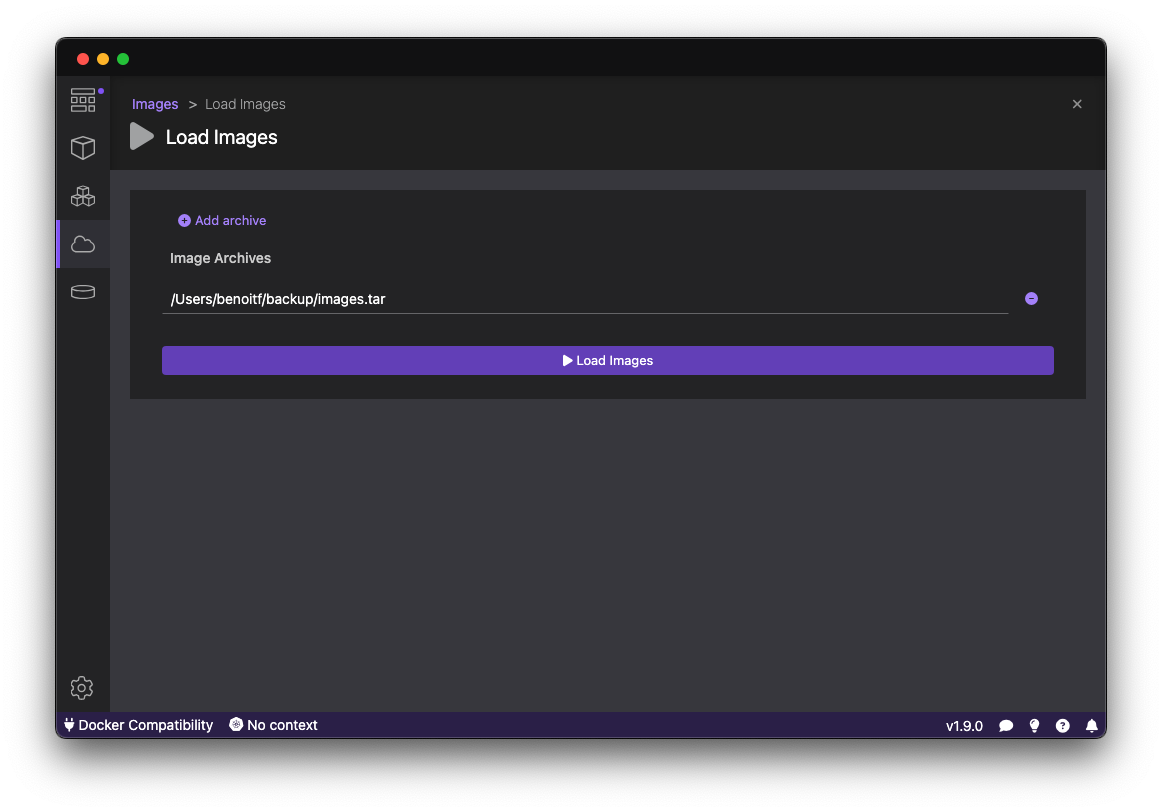 Images > Load Images
Load Images
Add archive
Image Archives
/Users/benoitf/backup/images.tar
Load Images
Docker Compatibility No context v1.9.0